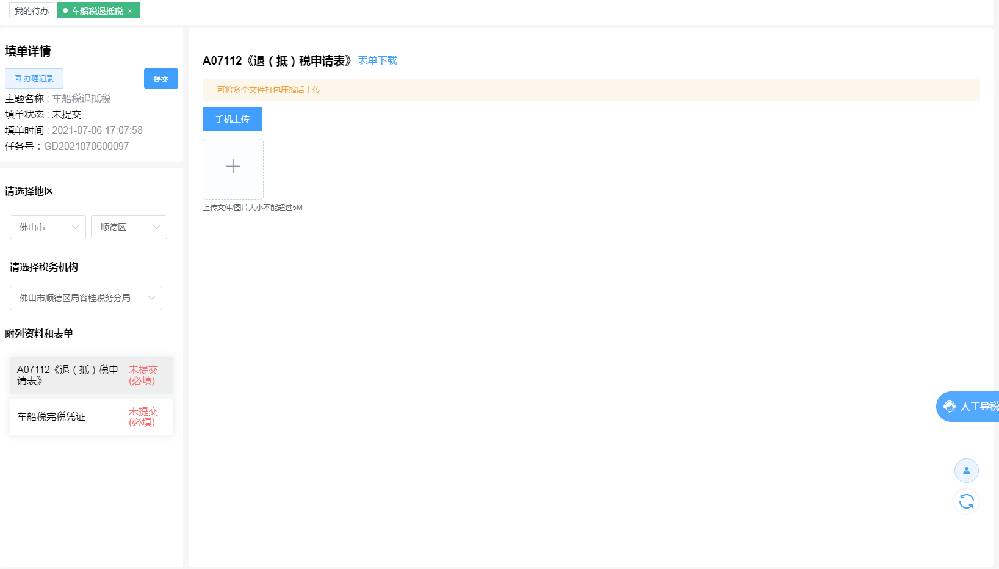 我的待办
车船税退抵税 ×
填单详情
办理记录
提交
主题名称 : 车船税退抵税
填单状态 : 未提交
填单时间 : 2021-07-06 17:07:58
任务号：GD2021070600097
请选择地区
佛山市
顺德区
请选择税务机构
佛山市顺德区局容桂税务分局
附列资料和表单
A07112《退（抵）税申
请表》
未提交
(必填)
车船税完税凭证
未提交
(必填)
A07112《退（抵）税申请表》 表单下载
可将多个文件打包压缩后上传
手机上传
上传文件/图片大小不能超过5M
人工导税